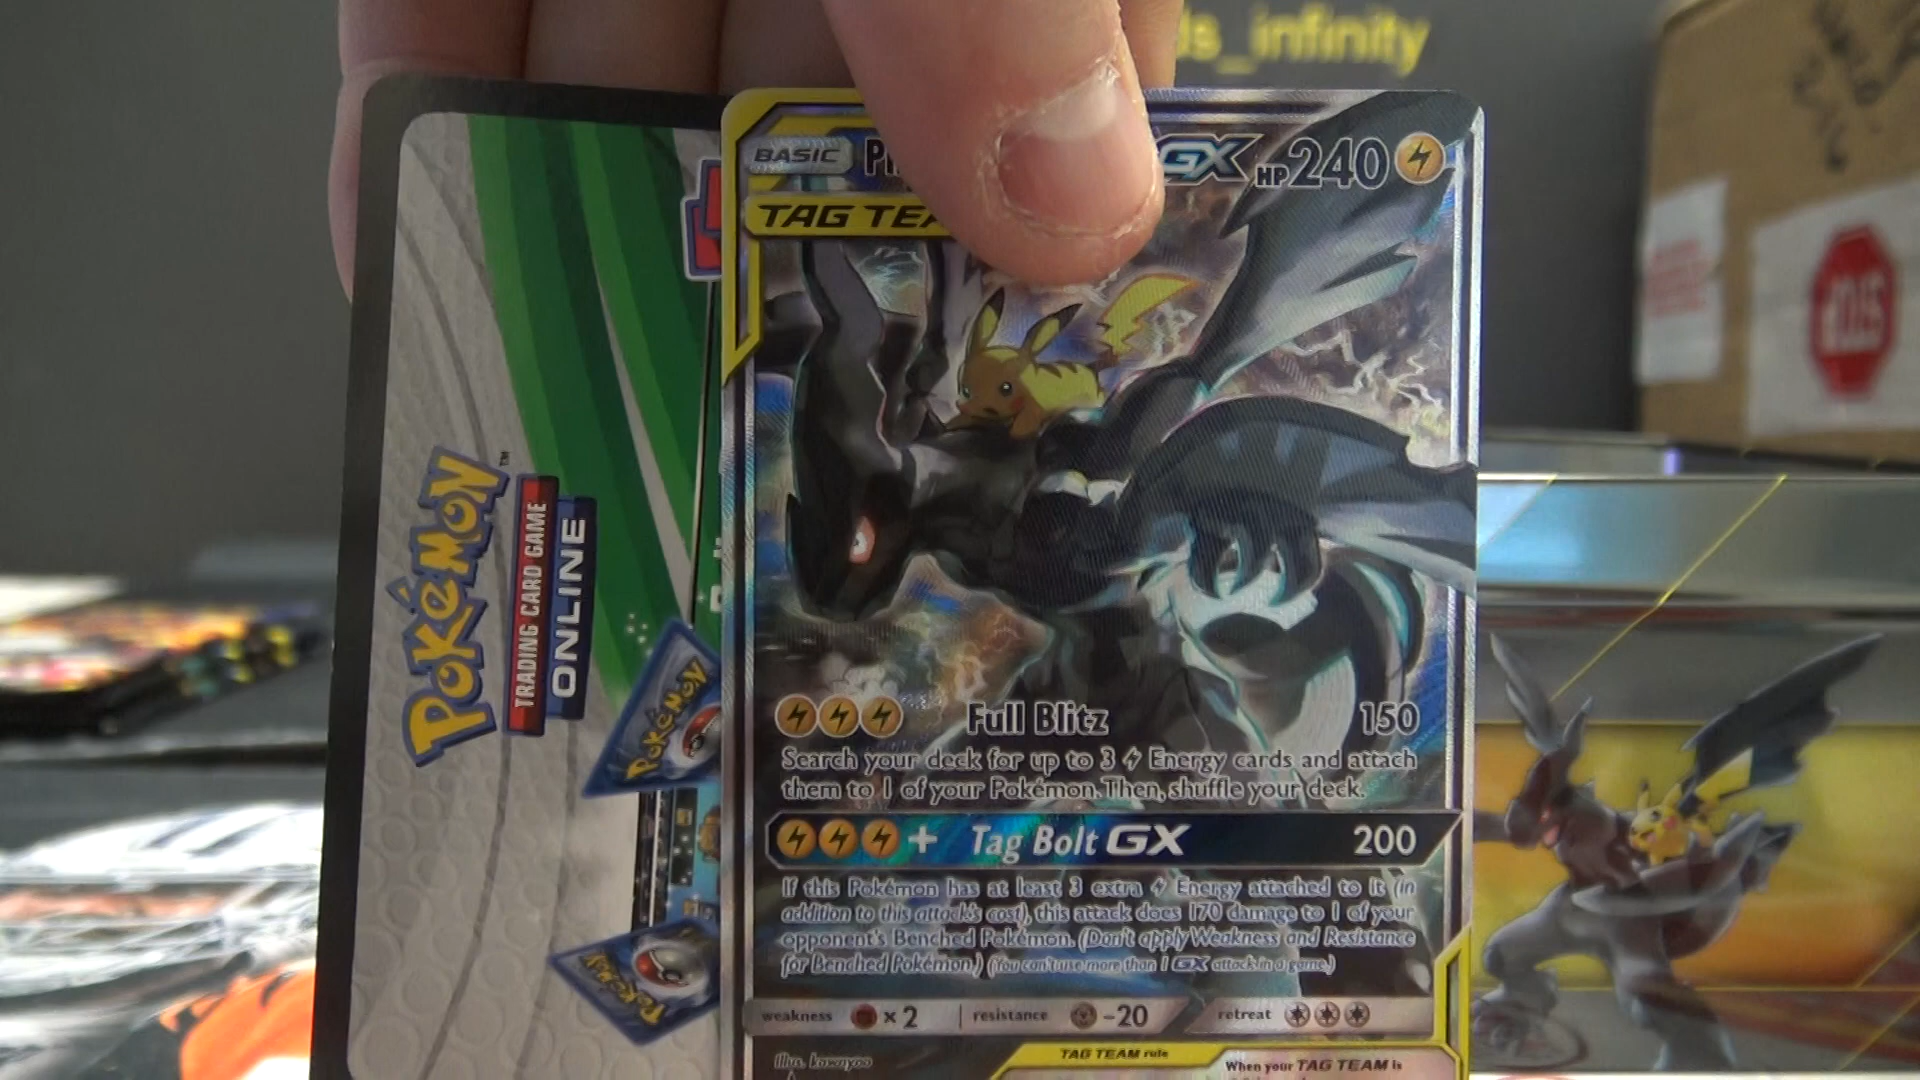 ds_infinity
BASIC
GX HP240
TAG TEA
POKéMON™
TRADING CARD GAME
ONLINE
POKéMON
POKéMON
Full Blitz 150
Search your deck for up to 3 Energy cards and attach
them to 1 of your Pokémon. Then, shuffle your deck.
+ Tag Bolt GX 200
If this Pokémon has at least 3 extra Energy attached to it (in
addition to this attack's cost), this attack does 170 damage to 1 of your
opponent's Benched Pokémon. (Don't apply Weakness and Resistance
for Benched Pokémon.) (You can't use more than 1 GX attack in a game.)
weakness ×2 resistance -20 retreat
Illus. kawayoo
TAG TEAM rule
When your TAG TEAM is